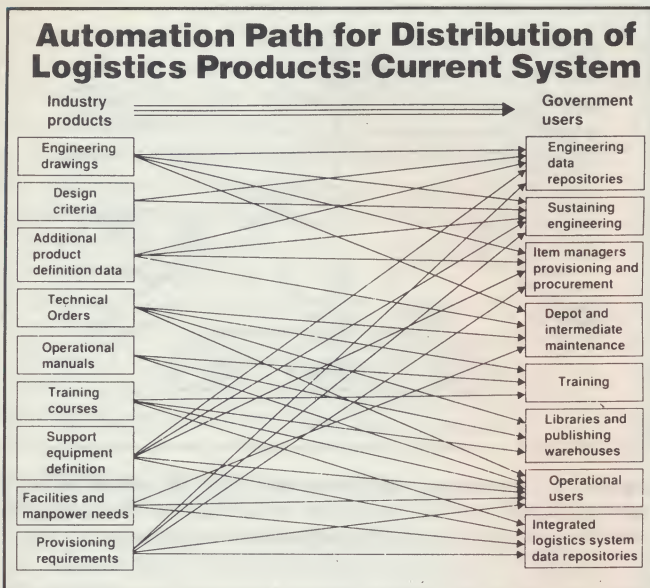 Automation Path for Distribution of
Logistics Products: Current System
Industry
products
Government
users
Engineering
drawings
Design
criteria
Additional
product
definition data
Technical
Orders
Operational
manuals
Training
courses
Support
equipment
definition
Facilities and
manpower needs
Provisioning
requirements
Engineering
data
repositories
Sustaining
engineering
Item managers
provisioning and
procurement
Depot and
intermediate
maintenance
Training
Libraries and
publishing
warehouses
Operational
users
Integrated
logistics system
data repositories